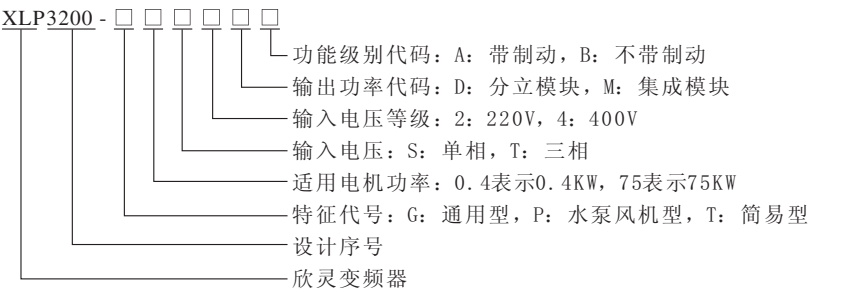 XLP3200 - □ □ □ □ □ □
功能级别代码：A：带制动，B：不带制动
输出功率代码：D：分立模块，M：集成模块
输入电压等级：2：220V，4：400V
输入电压：S：单相，T：三相
适用电机功率：0.4表示0.4KW，75表示75KW
特征代号：G：通用型，P：水泵风机型，T：简易型
设计序号
欣灵变频器